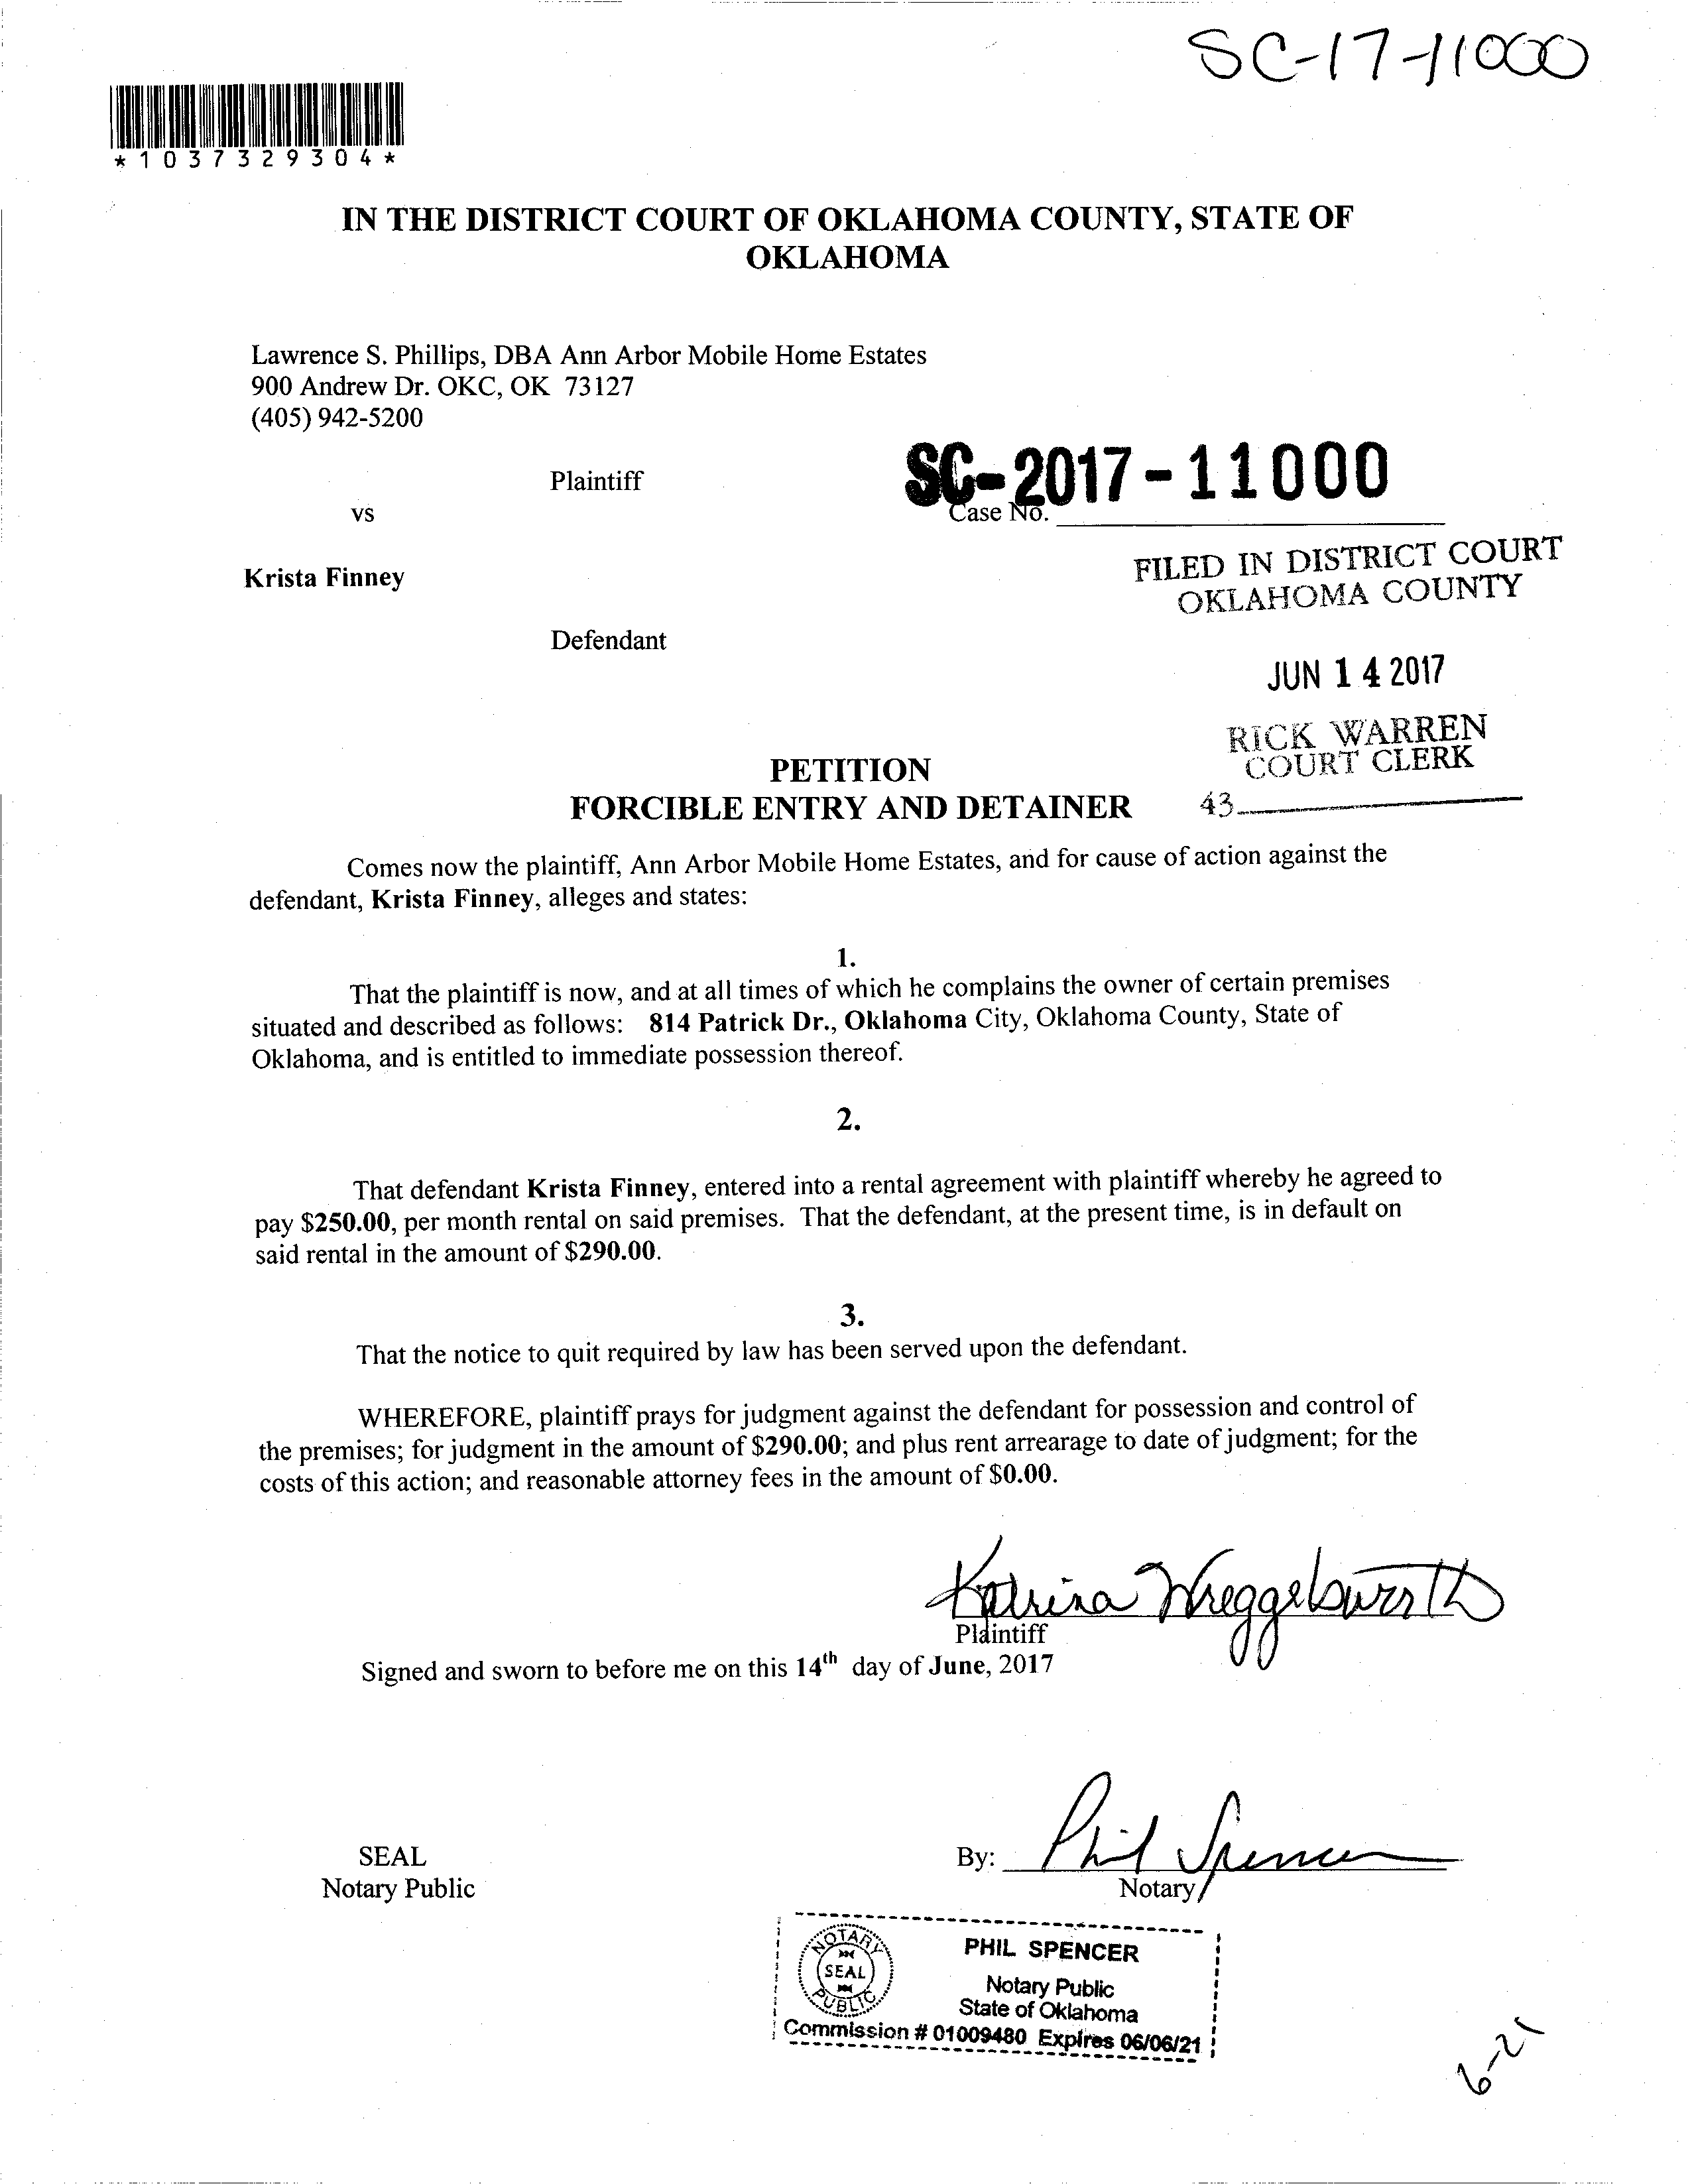 SC-17-11000
*1037329304*
IN THE DISTRICT COURT OF OKLAHOMA COUNTY, STATE OF
OKLAHOMA
Lawrence S. Phillips, DBA Ann Arbor Mobile Home Estates
900 Andrew Dr. OKC, OK 73127
(405) 942-5200
Plaintiff
SC-2017-11000
vs
Case No.
FILED IN DISTRICT COURT
OKLAHOMA COUNTY
Krista Finney
Defendant
JUN 14 2017
RICK WARREN
COURT CLERK
43
PETITION
FORCIBLE ENTRY AND DETAINER
Comes now the plaintiff, Ann Arbor Mobile Home Estates, and for cause of action against the
defendant, Krista Finney, alleges and states:
1.
That the plaintiff is now, and at all times of which he complains the owner of certain premises
situated and described as follows: 814 Patrick Dr., Oklahoma City, Oklahoma County, State of
Oklahoma, and is entitled to immediate possession thereof.
2.
That defendant Krista Finney, entered into a rental agreement with plaintiff whereby he agreed to
pay $250.00, per month rental on said premises. That the defendant, at the present time, is in default on
said rental in the amount of $290.00.
3.
That the notice to quit required by law has been served upon the defendant.
WHEREFORE, plaintiff prays for judgment against the defendant for possession and control of
the premises; for judgment in the amount of $290.00; and plus rent arrearage to date of judgment; for the
costs of this action; and reasonable attorney fees in the amount of $0.00.
Katrina Wreggelsworth
Plaintiff
Signed and sworn to before me on this 14th day of June, 2017
SEAL
Notary Public
By: Phil Spencer
Notary
NOTARY
SEAL
PUBLIC
PHIL SPENCER
Notary Public
State of Oklahoma
Commission # 01009480 Expires 06/06/21
6-21